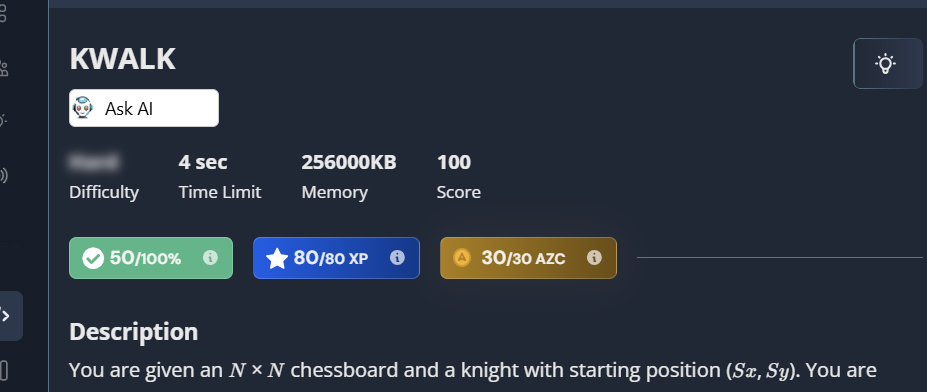 KWALK
Ask AI
4 sec 256000KB 100
Difficulty Time Limit Memory Score
50/100% 80/80 XP 30/30 AZC
Description
You are given an N × N chessboard and a knight with starting position (Sx, Sy). You are